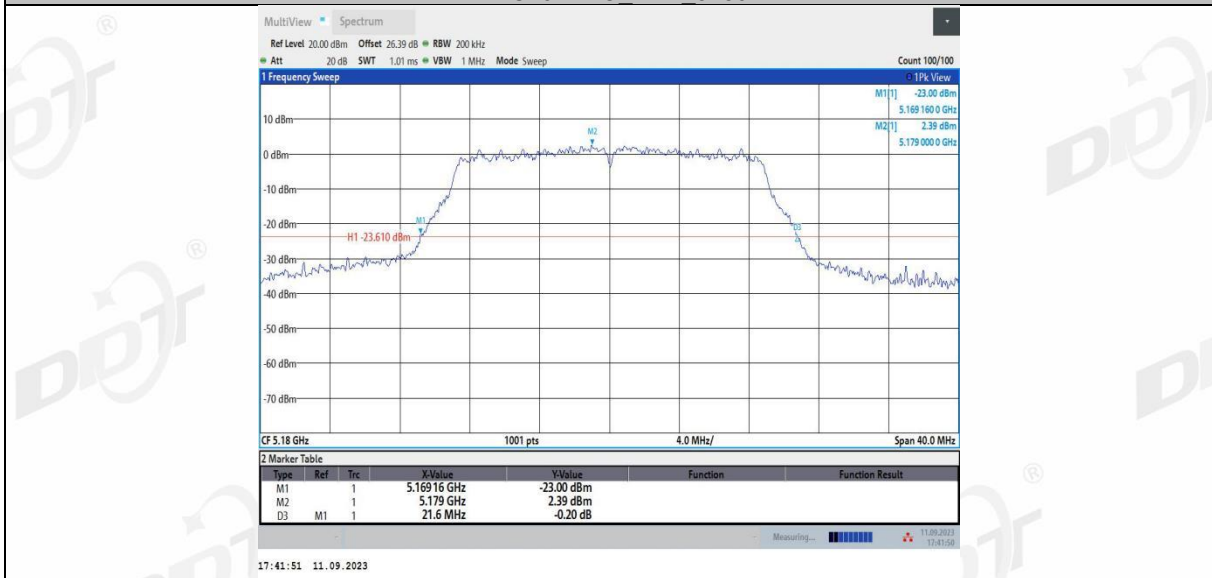 MultiView Spectrum
Ref Level 20.00 dBm Offset 26.39 dB RBW 200 kHz
Att 20 dB SWT 1.01 ms VBW 1 MHz Mode Sweep Count 100/100
1 Frequency Sweep 1Pk View
M1[1] -23.00 dBm
5.169 160 0 GHz
M2[1] 2.39 dBm
5.179 000 0 GHz
10 dBm
M2
0 dBm
-10 dBm
-20 dBm
M1
D3
H1 -23.610 dBm
-30 dBm
-40 dBm
-50 dBm
-60 dBm
-70 dBm
CF 5.18 GHz 1001 pts 4.0 MHz/ Span 40.0 MHz
2 Marker Table
Type Ref Trc X-Value Y-Value Function Function Result
M1 1 5.16916 GHz -23.00 dBm
M2 1 5.179 GHz 2.39 dBm
D3 M1 1 21.6 MHz -0.20 dB
Measuring... 11.09.2023
17:41:50
17:41:51 11.09.2023
DDT
®